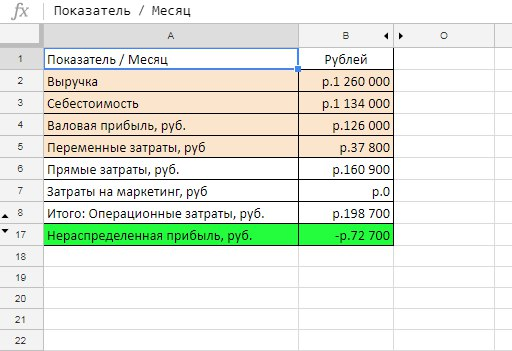 fx Показатель / Месяц
A B O
1 Показатель / Месяц Рублей
2 Выручка р.1 260 000
3 Себестоимость р.1 134 000
4 Валовая прибыль, руб. р.126 000
5 Переменные затраты, руб р.37 800
6 Прямые затраты, руб. р.160 900
7 Затраты на маркетинг, руб р.0
8 Итого: Операционные затраты, руб. р.198 700
17 Нераспределенная прибыль, руб. -р.72 700
18
19
20
21
22